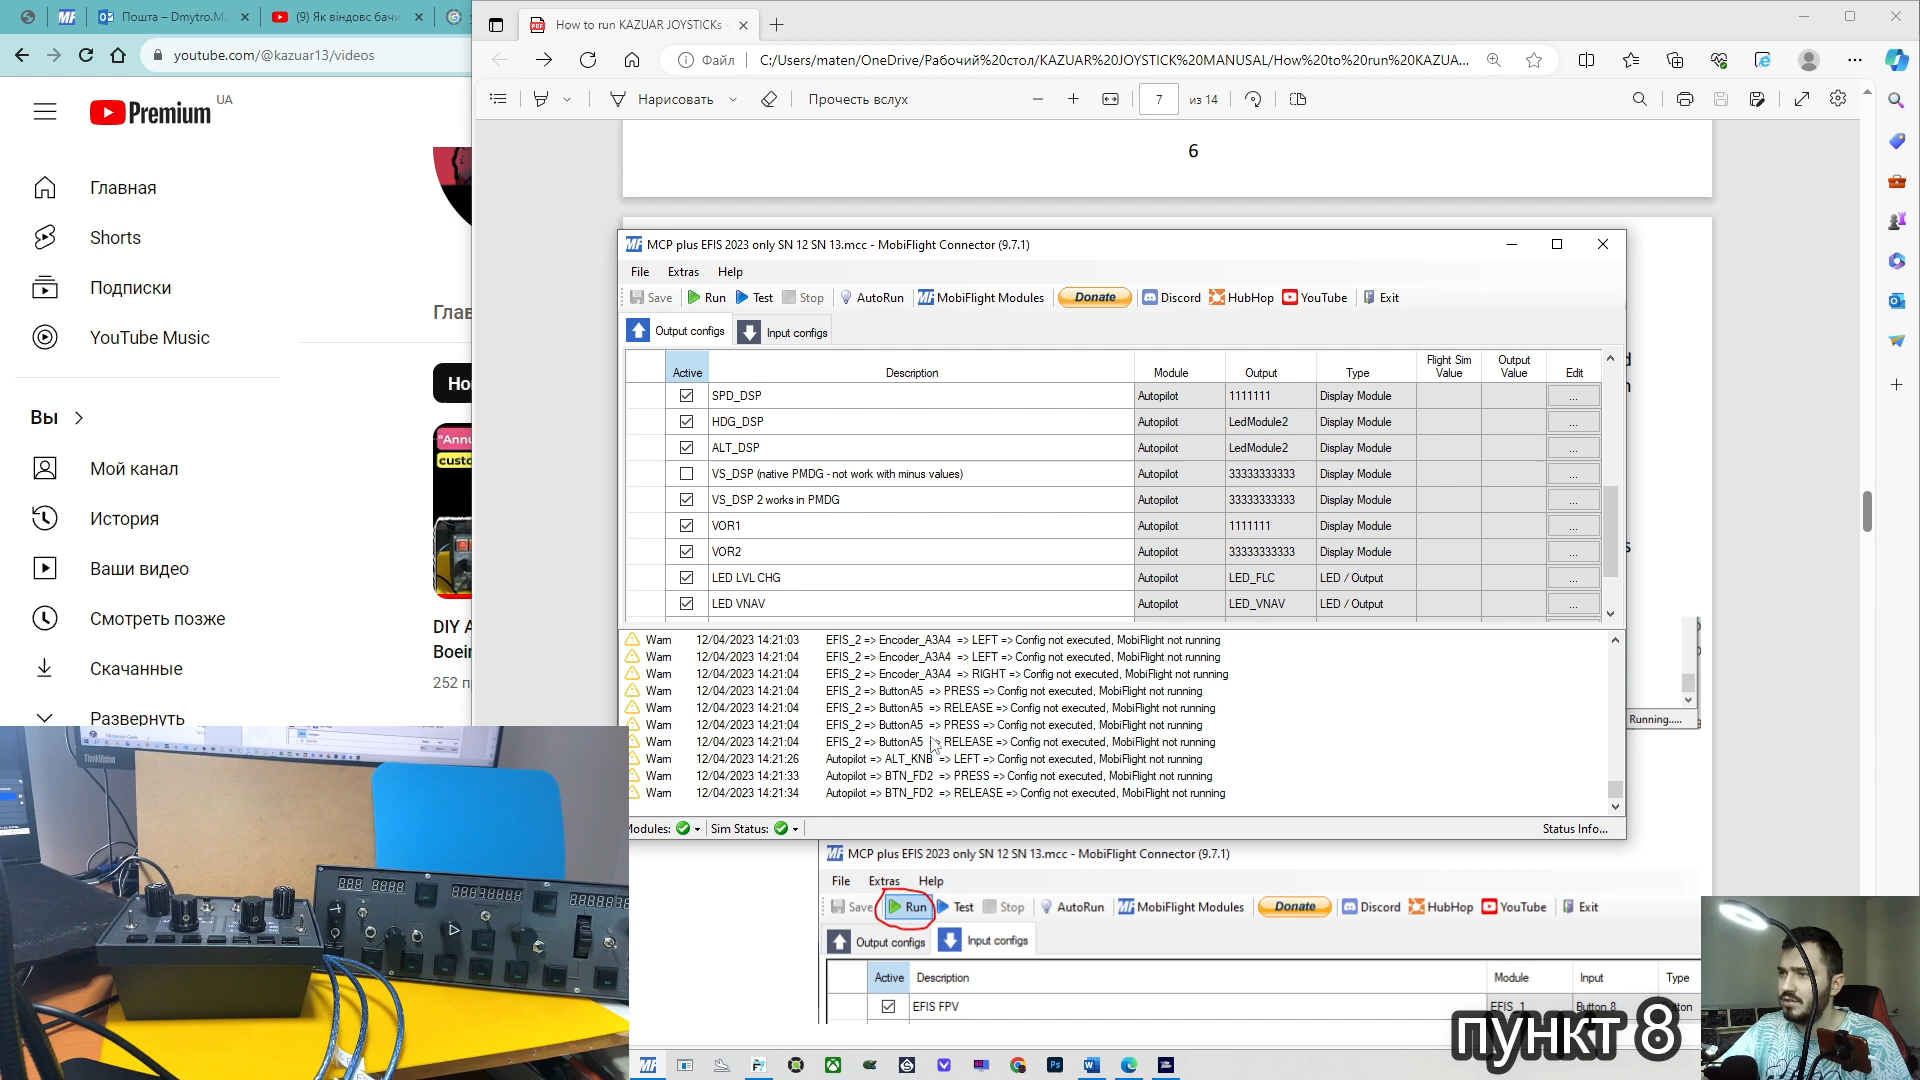 Пошта – Dmytro.Ma
(9) Як віндовс бачи
youtube.com/@kazuar13/videos
Premium
UA
Главная
Shorts
Подписки
YouTube Music
Вы
Мой канал
История
Ваши видео
Смотреть позже
Скачанные
Развернуть
Глав
Но
"Annu
custo
DIY A
Boein
252 п
How to run KAZUAR JOYSTICKs
Файл
C:/Users/maten/OneDrive/Рабочий%20стол/KAZUAR%20JOYSTICK%20MANUSAL/How%20to%20run%20KAZUA...
Нарисовать
Прочесть вслух
7
из 14
6
MCP plus EFIS 2023 only SN 12 SN 13.mcc - MobiFlight Connector (9.7.1)
File Extras Help
Save Run Test Stop AutoRun MobiFlight Modules Donate Discord HubHop YouTube Exit
Output configs Input configs
Active Description Module Output Type Flight Sim Value Output Value Edit
SPD_DSP Autopilot 1111111 Display Module ...
HDG_DSP Autopilot LedModule2 Display Module ...
ALT_DSP Autopilot LedModule2 Display Module ...
VS_DSP (native PMDG - not work with minus values) Autopilot 33333333333 Display Module ...
VS_DSP 2 works in PMDG Autopilot 33333333333 Display Module ...
VOR1 Autopilot 1111111 Display Module ...
VOR2 Autopilot 33333333333 Display Module ...
LED LVL CHG Autopilot LED_FLC LED / Output ...
LED VNAV Autopilot LED_VNAV LED / Output ...
Warn 12/04/2023 14:21:03 EFIS_2 => Encoder_A3A4 => LEFT => Config not executed, MobiFlight not running
Warn 12/04/2023 14:21:04 EFIS_2 => Encoder_A3A4 => LEFT => Config not executed, MobiFlight not running
Warn 12/04/2023 14:21:04 EFIS_2 => Encoder_A3A4 => RIGHT => Config not executed, MobiFlight not running
Warn 12/04/2023 14:21:04 EFIS_2 => ButtonA5 => PRESS => Config not executed, MobiFlight not running
Warn 12/04/2023 14:21:04 EFIS_2 => ButtonA5 => RELEASE => Config not executed, MobiFlight not running
Warn 12/04/2023 14:21:04 EFIS_2 => ButtonA5 => PRESS => Config not executed, MobiFlight not running
Warn 12/04/2023 14:21:04 EFIS_2 => ButtonA5 => RELEASE => Config not executed, MobiFlight not running
Warn 12/04/2023 14:21:26 Autopilot => ALT_KNB => LEFT => Config not executed, MobiFlight not running
Warn 12/04/2023 14:21:33 Autopilot => BTN_FD2 => PRESS => Config not executed, MobiFlight not running
Warn 12/04/2023 14:21:34 Autopilot => BTN_FD2 => RELEASE => Config not executed, MobiFlight not running
Modules: Sim Status: Status Info...
Running.....
MCP plus EFIS 2023 only SN 12 SN 13.mcc - MobiFlight Connector (9.7.1)
File Extras Help
Save Run Test Stop AutoRun MobiFlight Modules Donate Discord HubHop YouTube Exit
Output configs Input configs
Active Description Module Input Type
EFIS FPV EFIS_1 Button 8 Button
пункт 8
ThinkVision